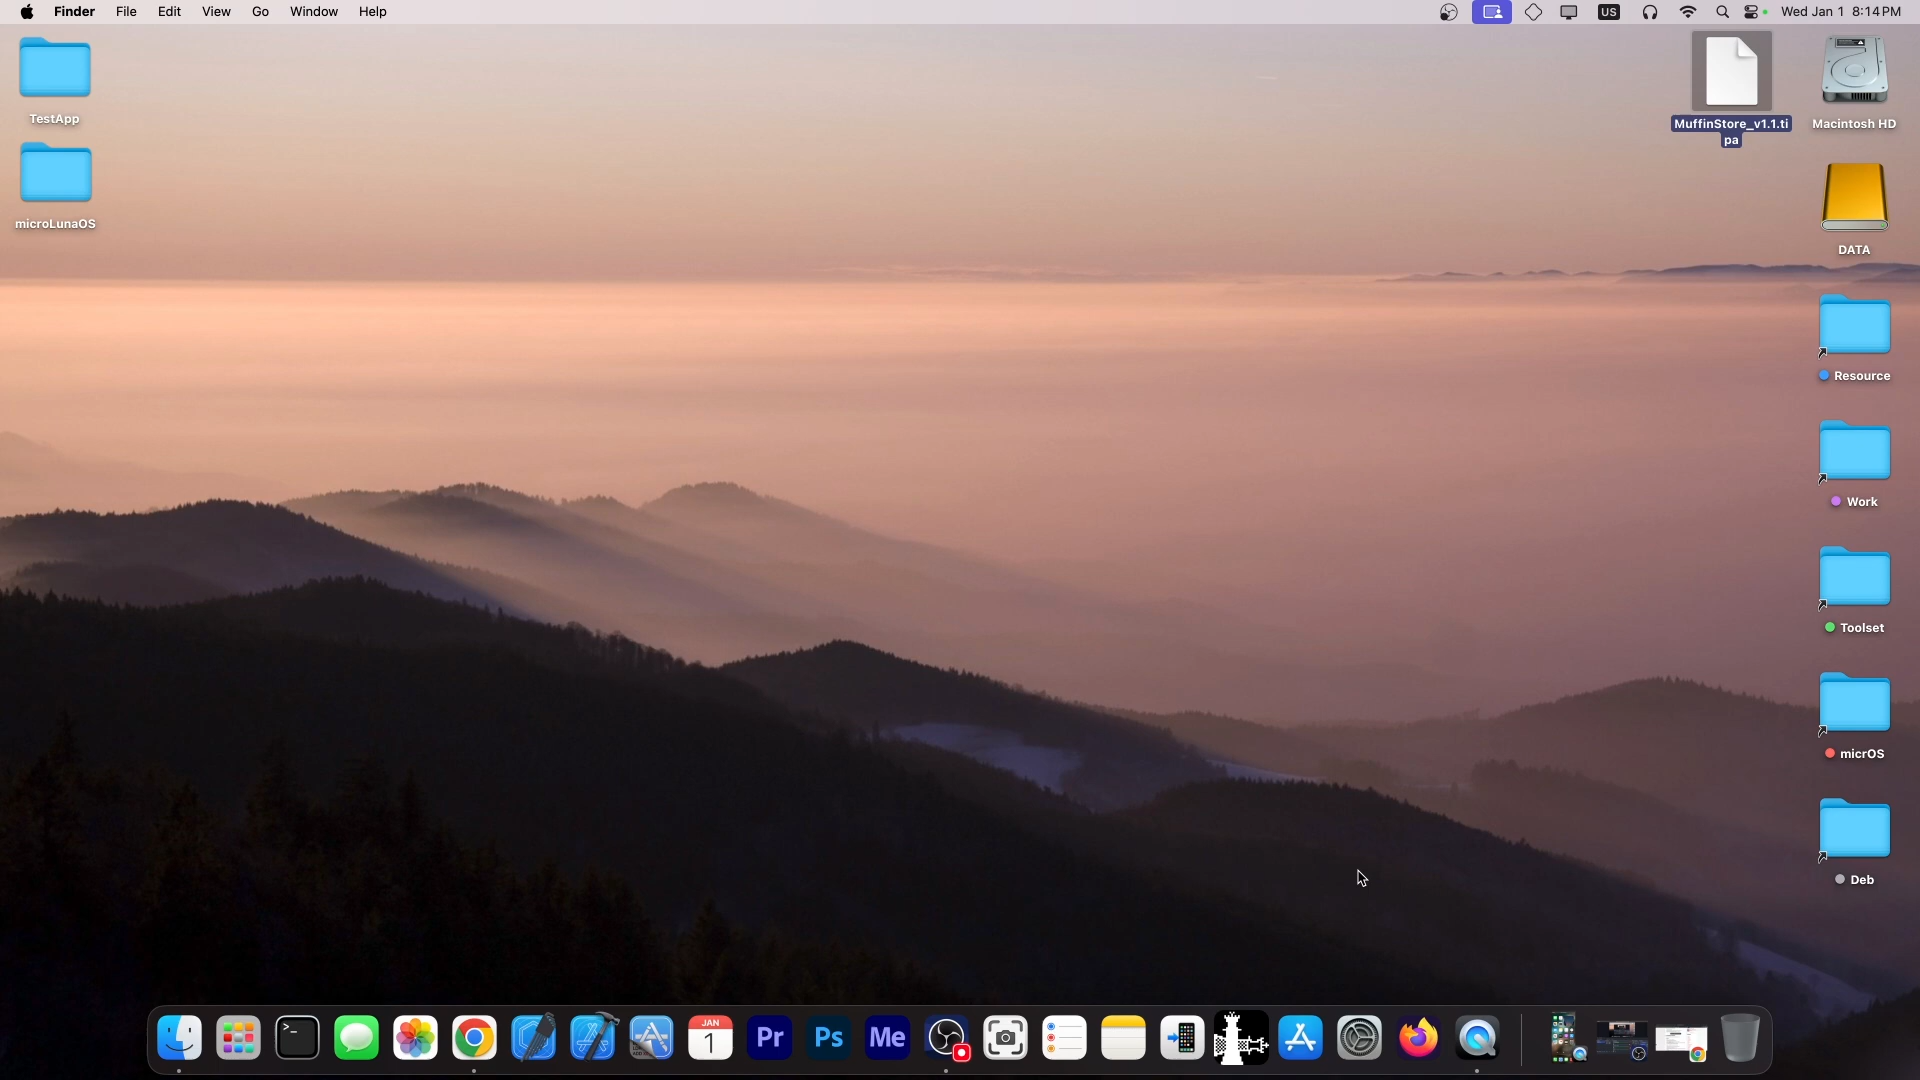 Finder File Edit View Go Window Help
US
Wed Jan 1 8:14 PM
TestApp
microLunaOS
MuffinStore_v1.1.ti
pa
Macintosh HD
DATA
Resource
Work
Toolset
micrOS
Deb
>_
JAN
1
Pr
Ps
Me